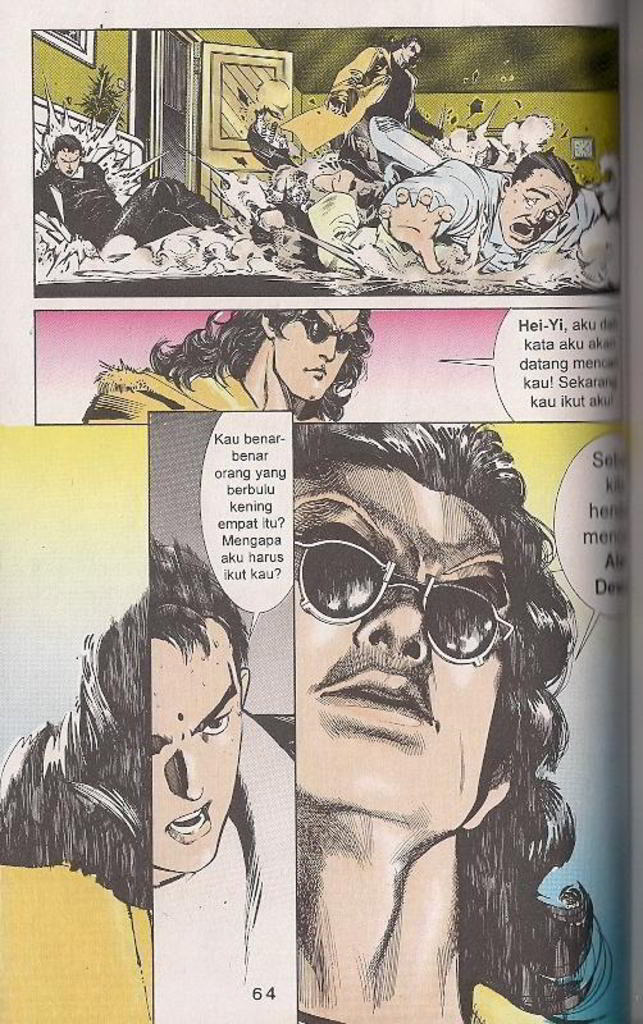 Hei-Yi, aku
kata aku
datang
kau! Sekarang
kau ikut aku!
Kau benar-
benar
orang yang
berbulu
kening
empat itu?
Mengapa
aku harus
ikut kau?
64